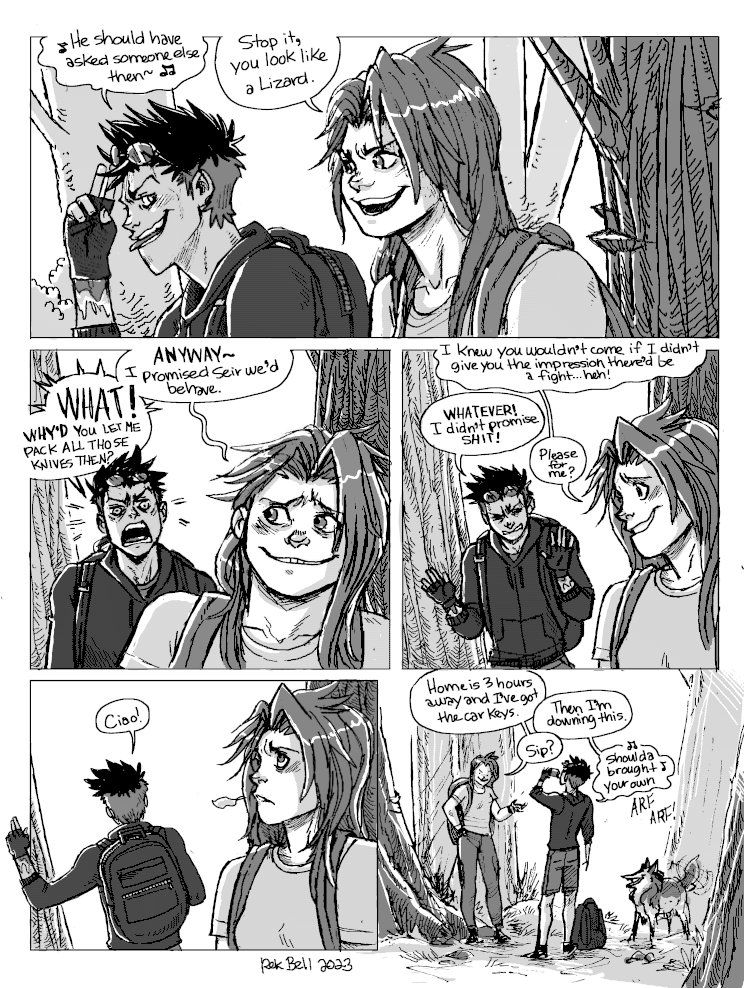 ♪ He should have
asked someone else
then~ ♫
Stop it,
you look like
a Lizard.
ANYWAY~
I promised Seir we'd
behave.
WHAT!
WHY'D YOU LET ME
PACK ALL THOSE
KNIVES THEN?
I knew you wouldn't come if I didn't
give you the impression there'd be
a fight...heh!
WHATEVER!
I didn't promise
SHIT!
Please
for
me?
Ciao!
Home is 3 hours
away and I've got
the car keys.
Sip?
Then I'm
downing this.
♫
Shoulda
brought ♪
your own
ARF
ARF!
Rek Bell 2023